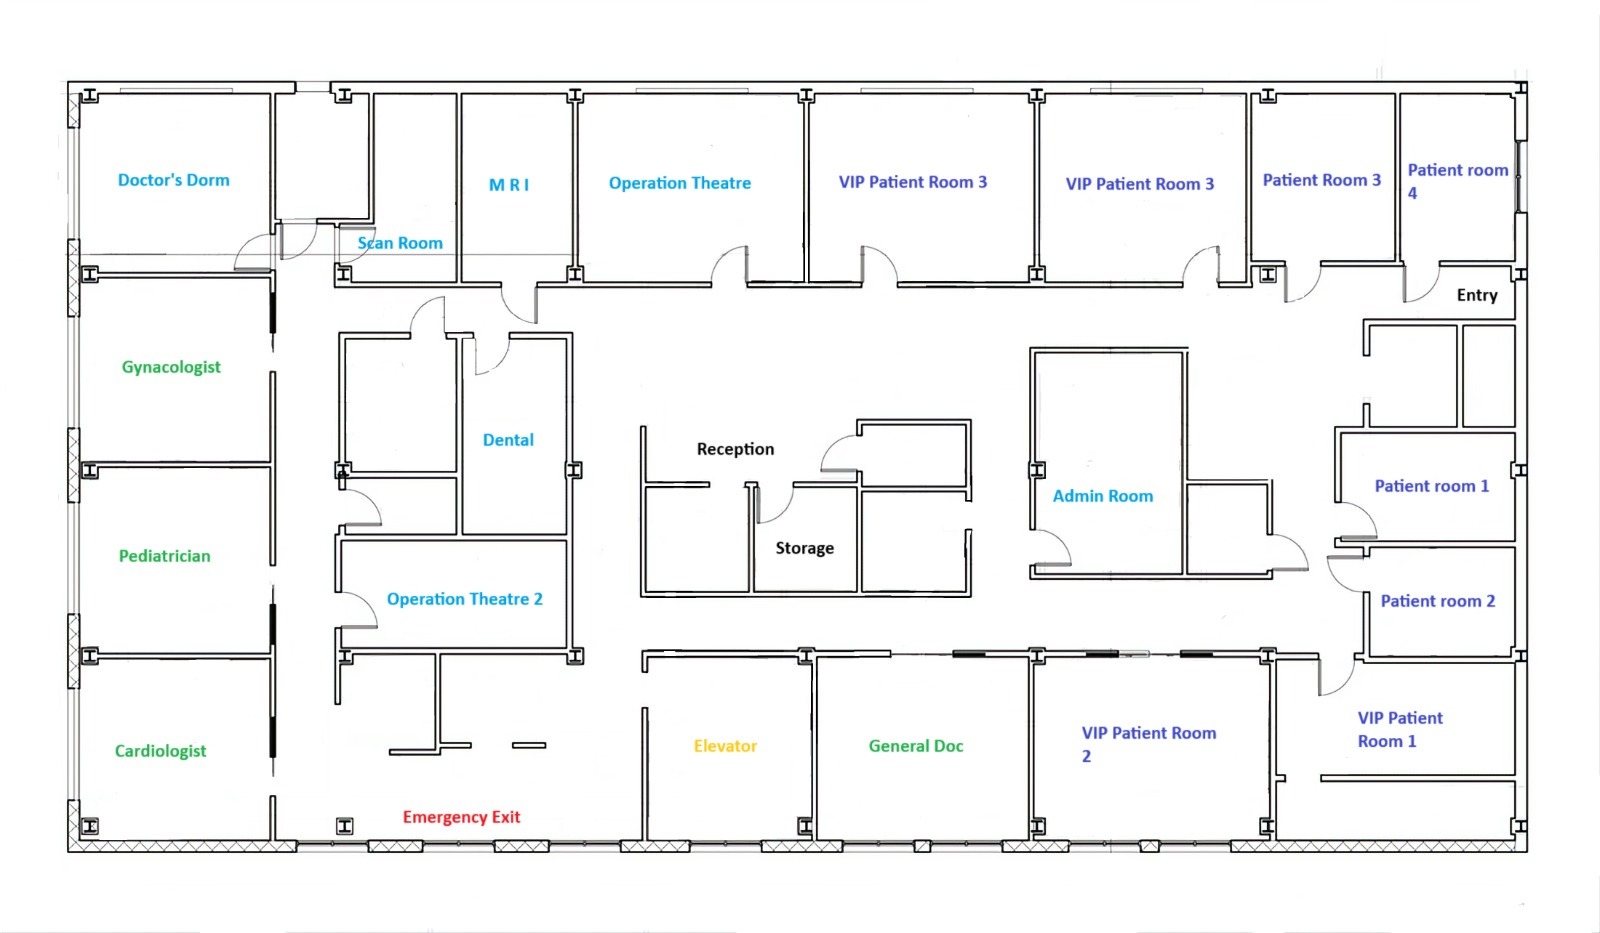 Doctor's Dorm
Scan Room
M R I
Operation Theatre
VIP Patient Room 3
VIP Patient Room 3
Patient Room 3
Patient room
4
Entry
Gynacologist
Dental
Reception
Admin Room
Patient room 1
Pediatrician
Storage
Operation Theatre 2
Patient room 2
Cardiologist
Emergency Exit
Elevator
General Doc
VIP Patient Room
2
VIP Patient
Room 1